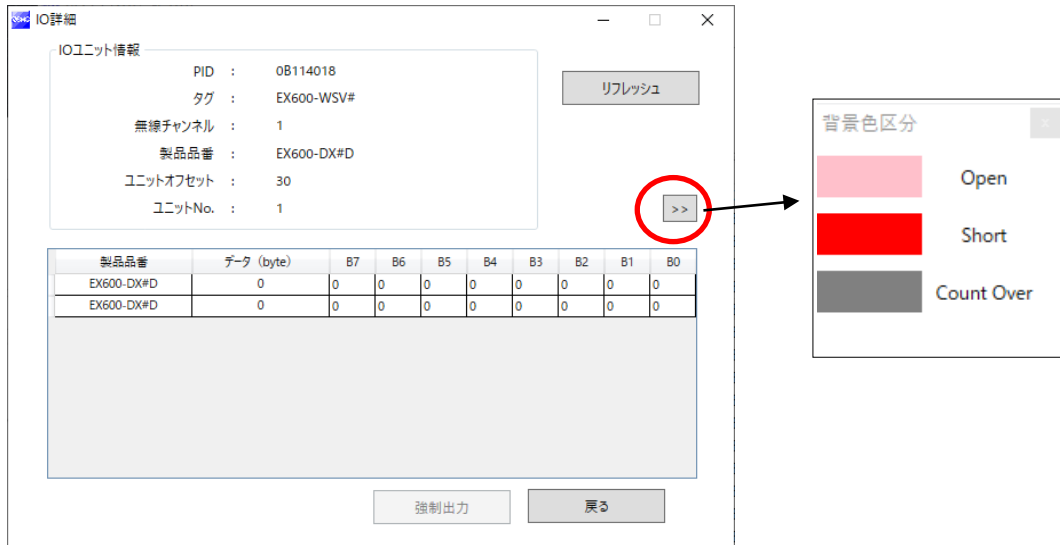 IO詳細
IOユニット情報
PID : 0B114018
タグ : EX600-WSV#
無線チャンネル : 1
製品品番 : EX600-DX#D
ユニットオフセット : 30
ユニットNo. : 1
リフレッシュ
>>
製品品番 データ (byte) B7 B6 B5 B4 B3 B2 B1 B0
EX600-DX#D 0 0 0 0 0 0 0 0 0
EX600-DX#D 0 0 0 0 0 0 0 0 0
強制出力 戻る
背景色区分 x
Open
Short
Count Over